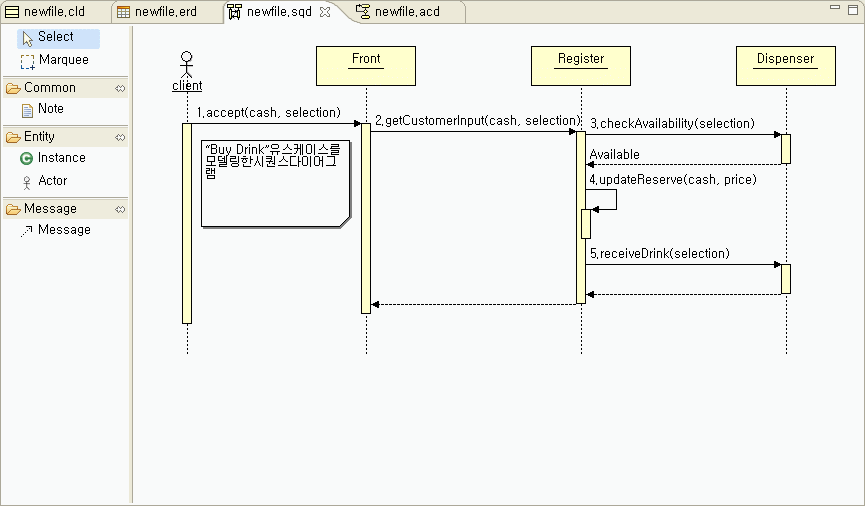 newfile.cld
newfile.erd
newfile.sqd
newfile.acd
Select
Marquee
Common
Note
Entity
Instance
Actor
Message
Message
client
Front
Register
Dispenser
1.accept(cash, selection)
2.getCustomerInput(cash, selection)
3.checkAvailability(selection)
"Buy Drink"유스케이스를
모델링한시퀀스다이어그
램
Available
4.updateReserve(cash, price)
5.receiveDrink(selection)